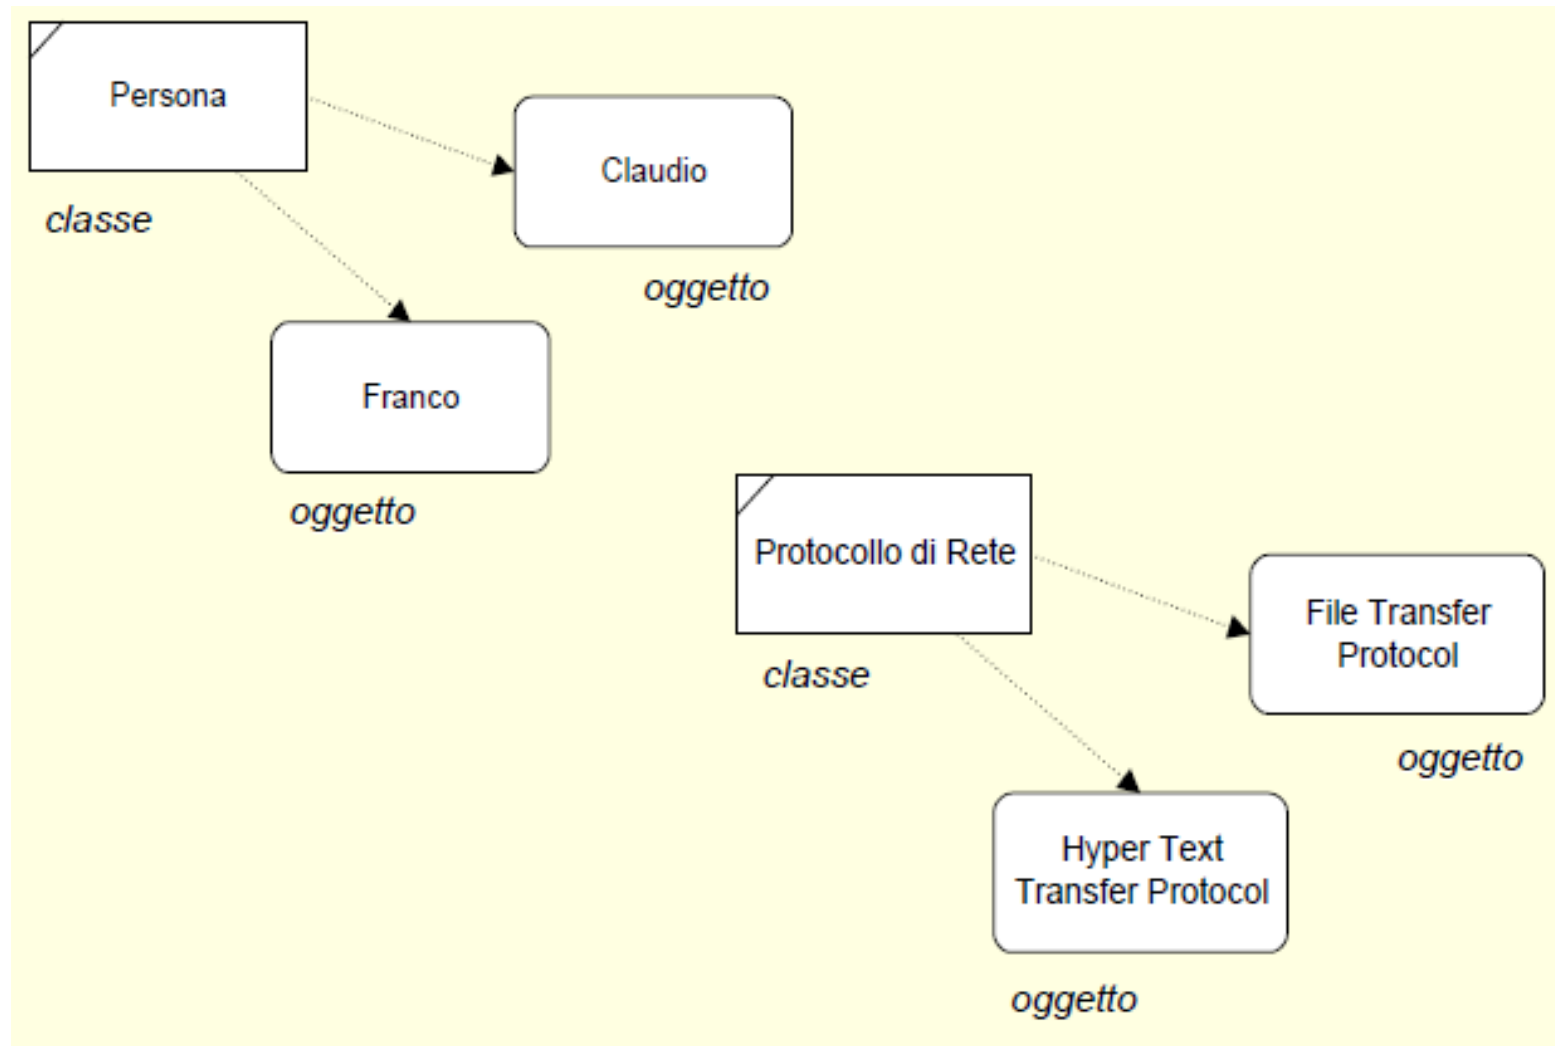 Persona
classe
Claudio
oggetto
Franco
oggetto
Protocollo di Rete
classe
File Transfer
Protocol
oggetto
Hyper Text
Transfer Protocol
oggetto